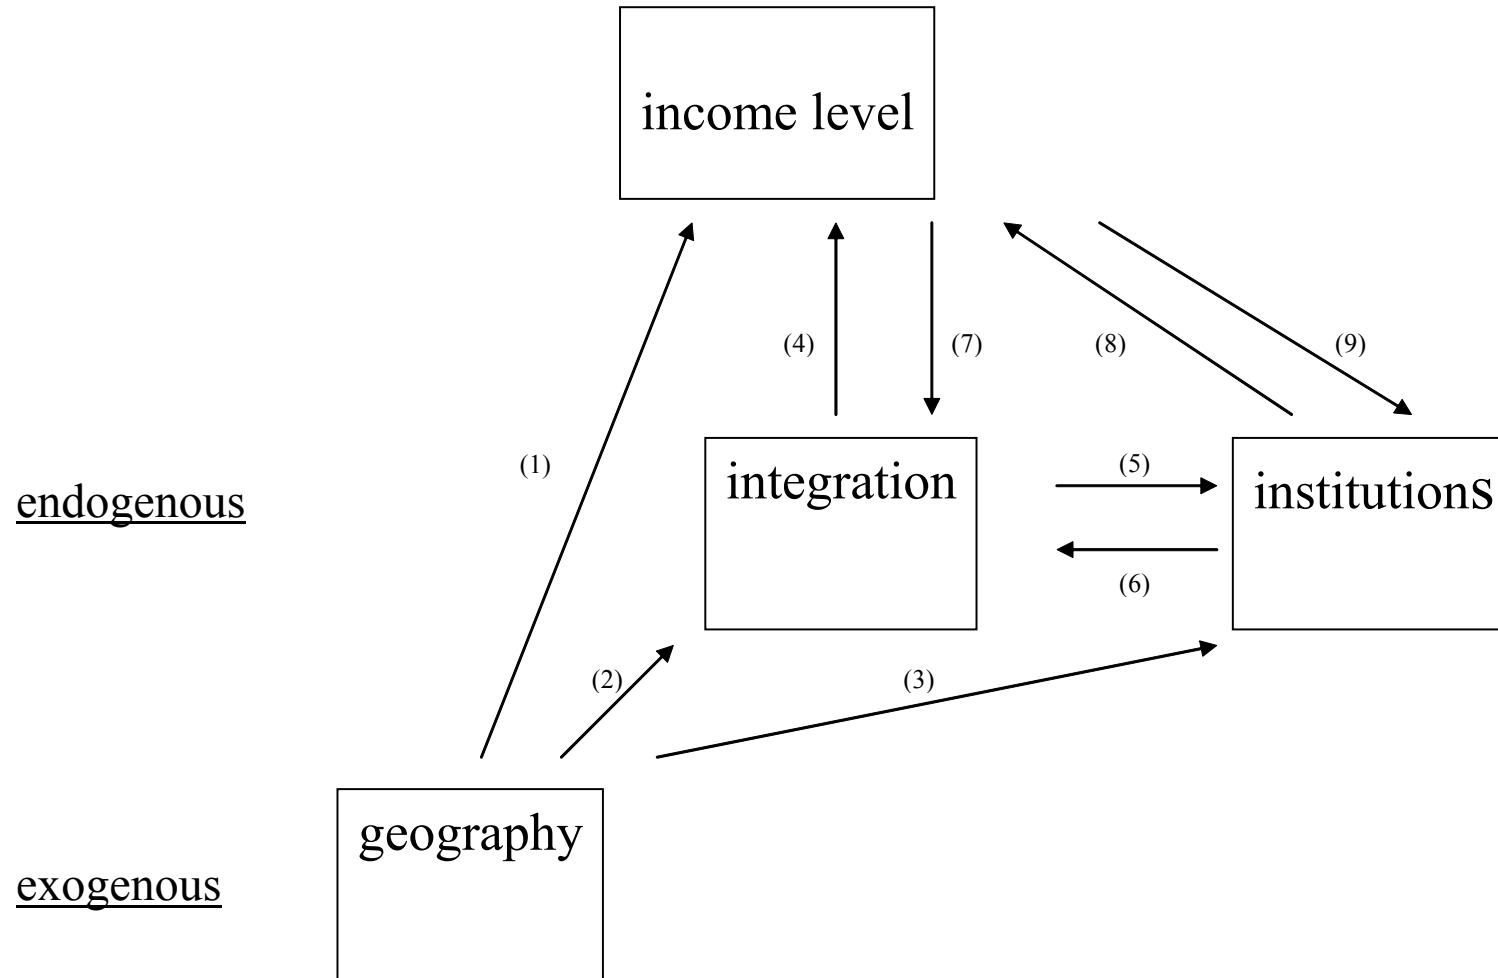 income level
(4)
(7)
(8)
(9)
(1)
endogenous
integration
(5)
institutions
(6)
(2)
(3)
geography
exogenous